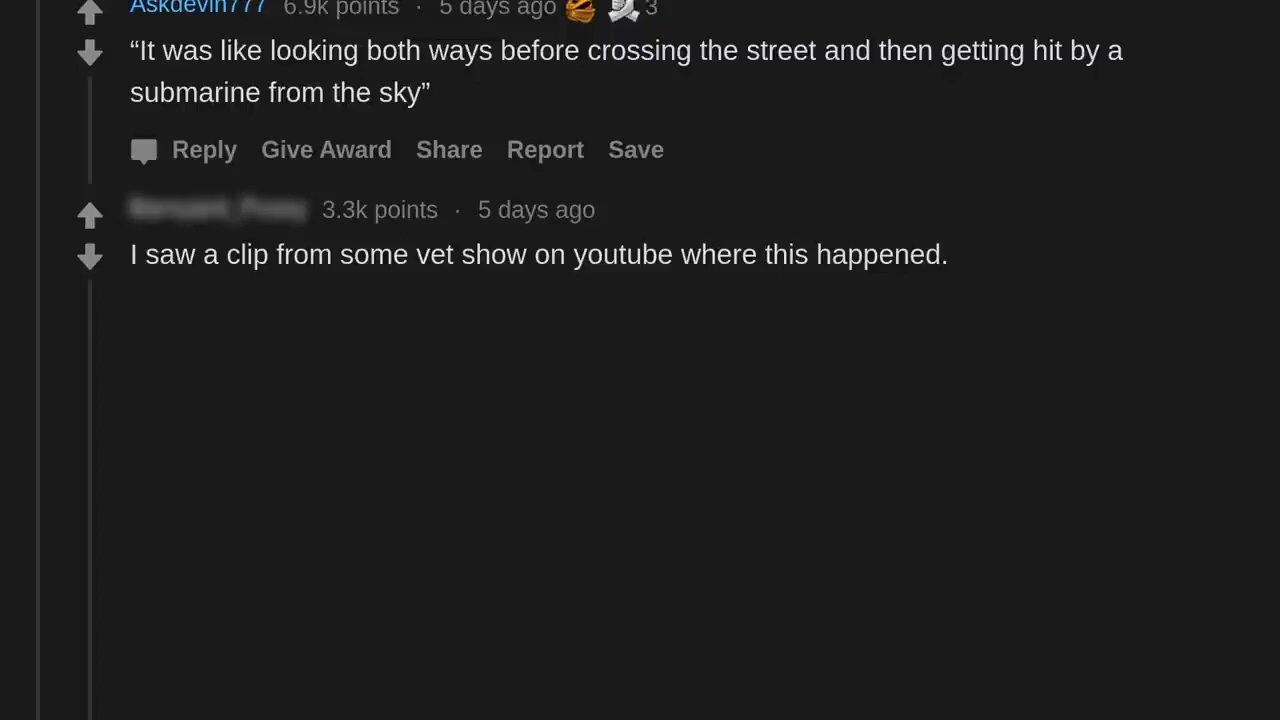 Askdevin777 6.9k points · 5 days ago 3
“It was like looking both ways before crossing the street and then getting hit by a
submarine from the sky”
Reply Give Award Share Report Save
3.3k points · 5 days ago
I saw a clip from some vet show on youtube where this happened.